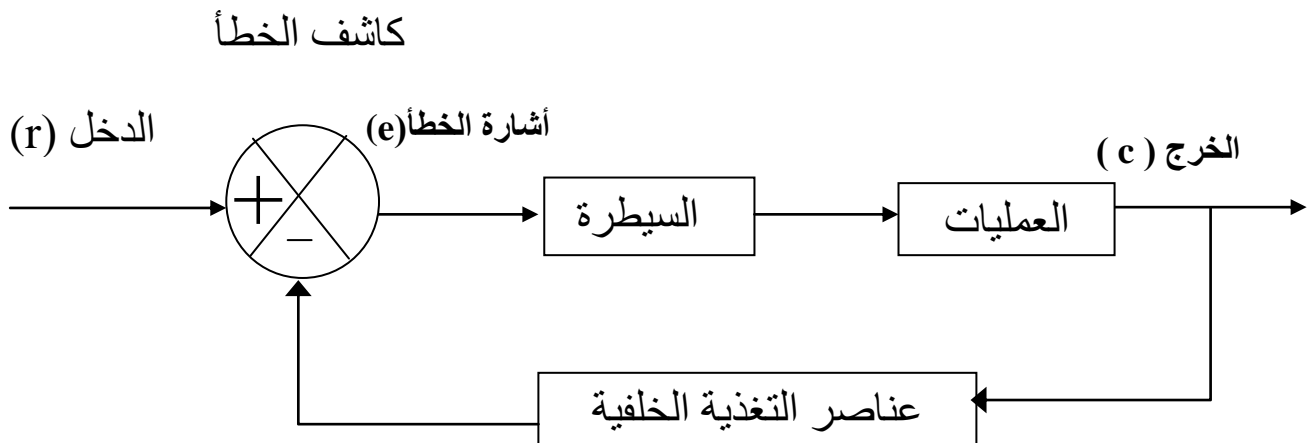 كاشف الخطأ
الدخل (r)
أشارة الخطأ(e)
الخرج ( c )
+
−
السيطرة
العمليات
عناصر التغذية الخلفية